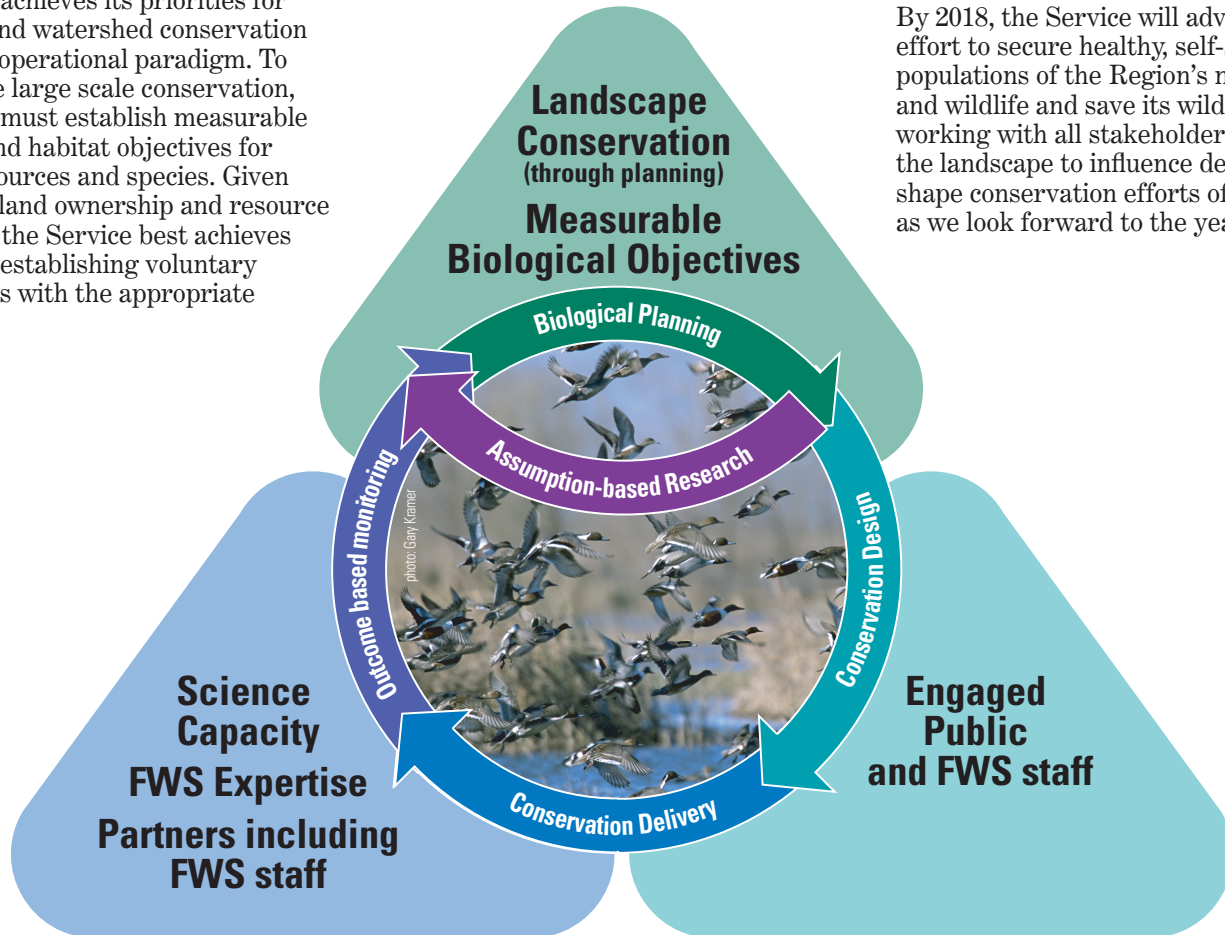 achieves its priorities for
nd watershed conservation
operational paradigm. To
e large scale conservation,
must establish measurable
nd habitat objectives for
ources and species. Given
land ownership and resource
the Service best achieves
establishing voluntary
s with the appropriate
By 2018, the Service will adv
effort to secure healthy, self-s
populations of the Region's n
and wildlife and save its wild
working with all stakeholder
the landscape to influence de
shape conservation efforts of
as we look forward to the yea
Landscape
Conservation
(through planning)
Measurable
Biological Objectives
Biological Planning
Assumption-based Research
Outcome based monitoring
photo: Gary Kramer
Conservation Design
Conservation Delivery
Science
Capacity
FWS Expertise
Partners including
FWS staff
Engaged
Public
and FWS staff